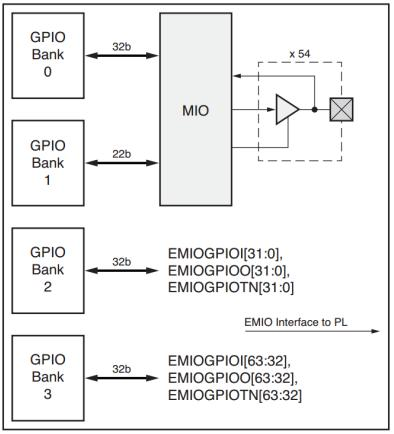 GPIO
Bank
0
32b
MIO
x 54
GPIO
Bank
1
22b
GPIO
Bank
2
32b
EMIOGPIOI[31:0],
EMIOGPIOO[31:0],
EMIOGPIOTN[31:0]
EMIO Interface to PL
GPIO
Bank
3
32b
EMIOGPIOI[63:32],
EMIOGPIOO[63:32],
EMIOGPIOTN[63:32]